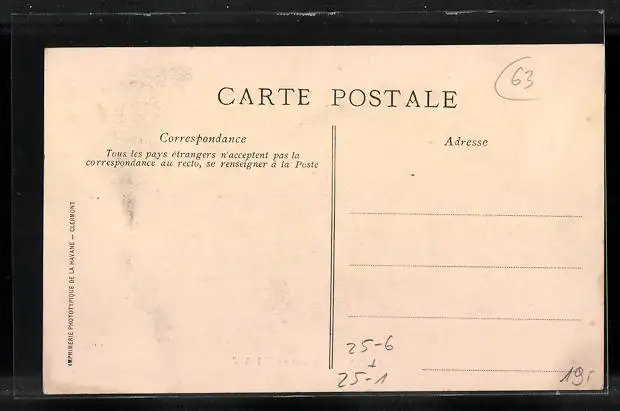 63
CARTE POSTALE
Correspondance
Tous les pays étrangers n'acceptent pas la
correspondance au recto, se renseigner à la Poste
Adresse
IMPRIMERIE PHOTOTYPIQUE DE LA HAVANE — CLERMONT
25-6
+
25-1